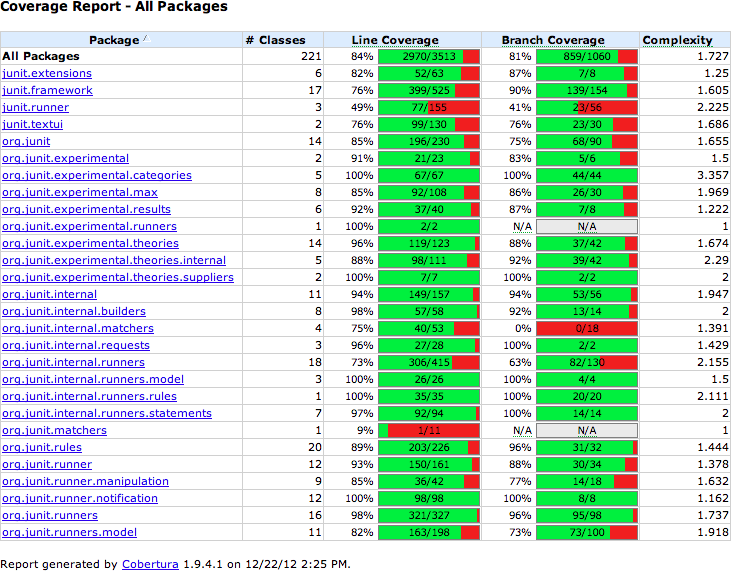 Coverage Report - All Packages
Package # Classes Line Coverage Branch Coverage Complexity
All Packages 221 84% 2970/3513 81% 859/1060 1.727
junit.extensions 6 82% 52/63 87% 7/8 1.25
junit.framework 17 76% 399/525 90% 139/154 1.605
junit.runner 3 49% 77/155 41% 23/56 2.225
junit.textui 2 76% 99/130 76% 23/30 1.686
org.junit 14 85% 196/230 75% 68/90 1.655
org.junit.experimental 2 91% 21/23 83% 5/6 1.5
org.junit.experimental.categories 5 100% 67/67 100% 44/44 3.357
org.junit.experimental.max 8 85% 92/108 86% 26/30 1.969
org.junit.experimental.results 6 92% 37/40 87% 7/8 1.222
org.junit.experimental.runners 1 100% 2/2 N/A N/A 1
org.junit.experimental.theories 14 96% 119/123 88% 37/42 1.674
org.junit.experimental.theories.internal 5 88% 98/111 92% 39/42 2.29
org.junit.experimental.theories.suppliers 2 100% 7/7 100% 2/2 2
org.junit.internal 11 94% 149/157 94% 53/56 1.947
org.junit.internal.builders 8 98% 57/58 92% 13/14 2
org.junit.internal.matchers 4 75% 40/53 0% 0/18 1.391
org.junit.internal.requests 3 96% 27/28 100% 2/2 1.429
org.junit.internal.runners 18 73% 306/415 63% 82/130 2.155
org.junit.internal.runners.model 3 100% 26/26 100% 4/4 1.5
org.junit.internal.runners.rules 1 100% 35/35 100% 20/20 2.111
org.junit.internal.runners.statements 7 97% 92/94 100% 14/14 2
org.junit.matchers 1 9% 1/11 N/A N/A 1
org.junit.rules 20 89% 203/226 96% 31/32 1.444
org.junit.runner 12 93% 150/161 88% 30/34 1.378
org.junit.runner.manipulation 9 85% 36/42 77% 14/18 1.632
org.junit.runner.notification 12 100% 98/98 100% 8/8 1.162
org.junit.runners 16 98% 321/327 96% 95/98 1.737
org.junit.runners.model 11 82% 163/198 73% 73/100 1.918
Report generated by Cobertura 1.9.4.1 on 12/22/12 2:25 PM.